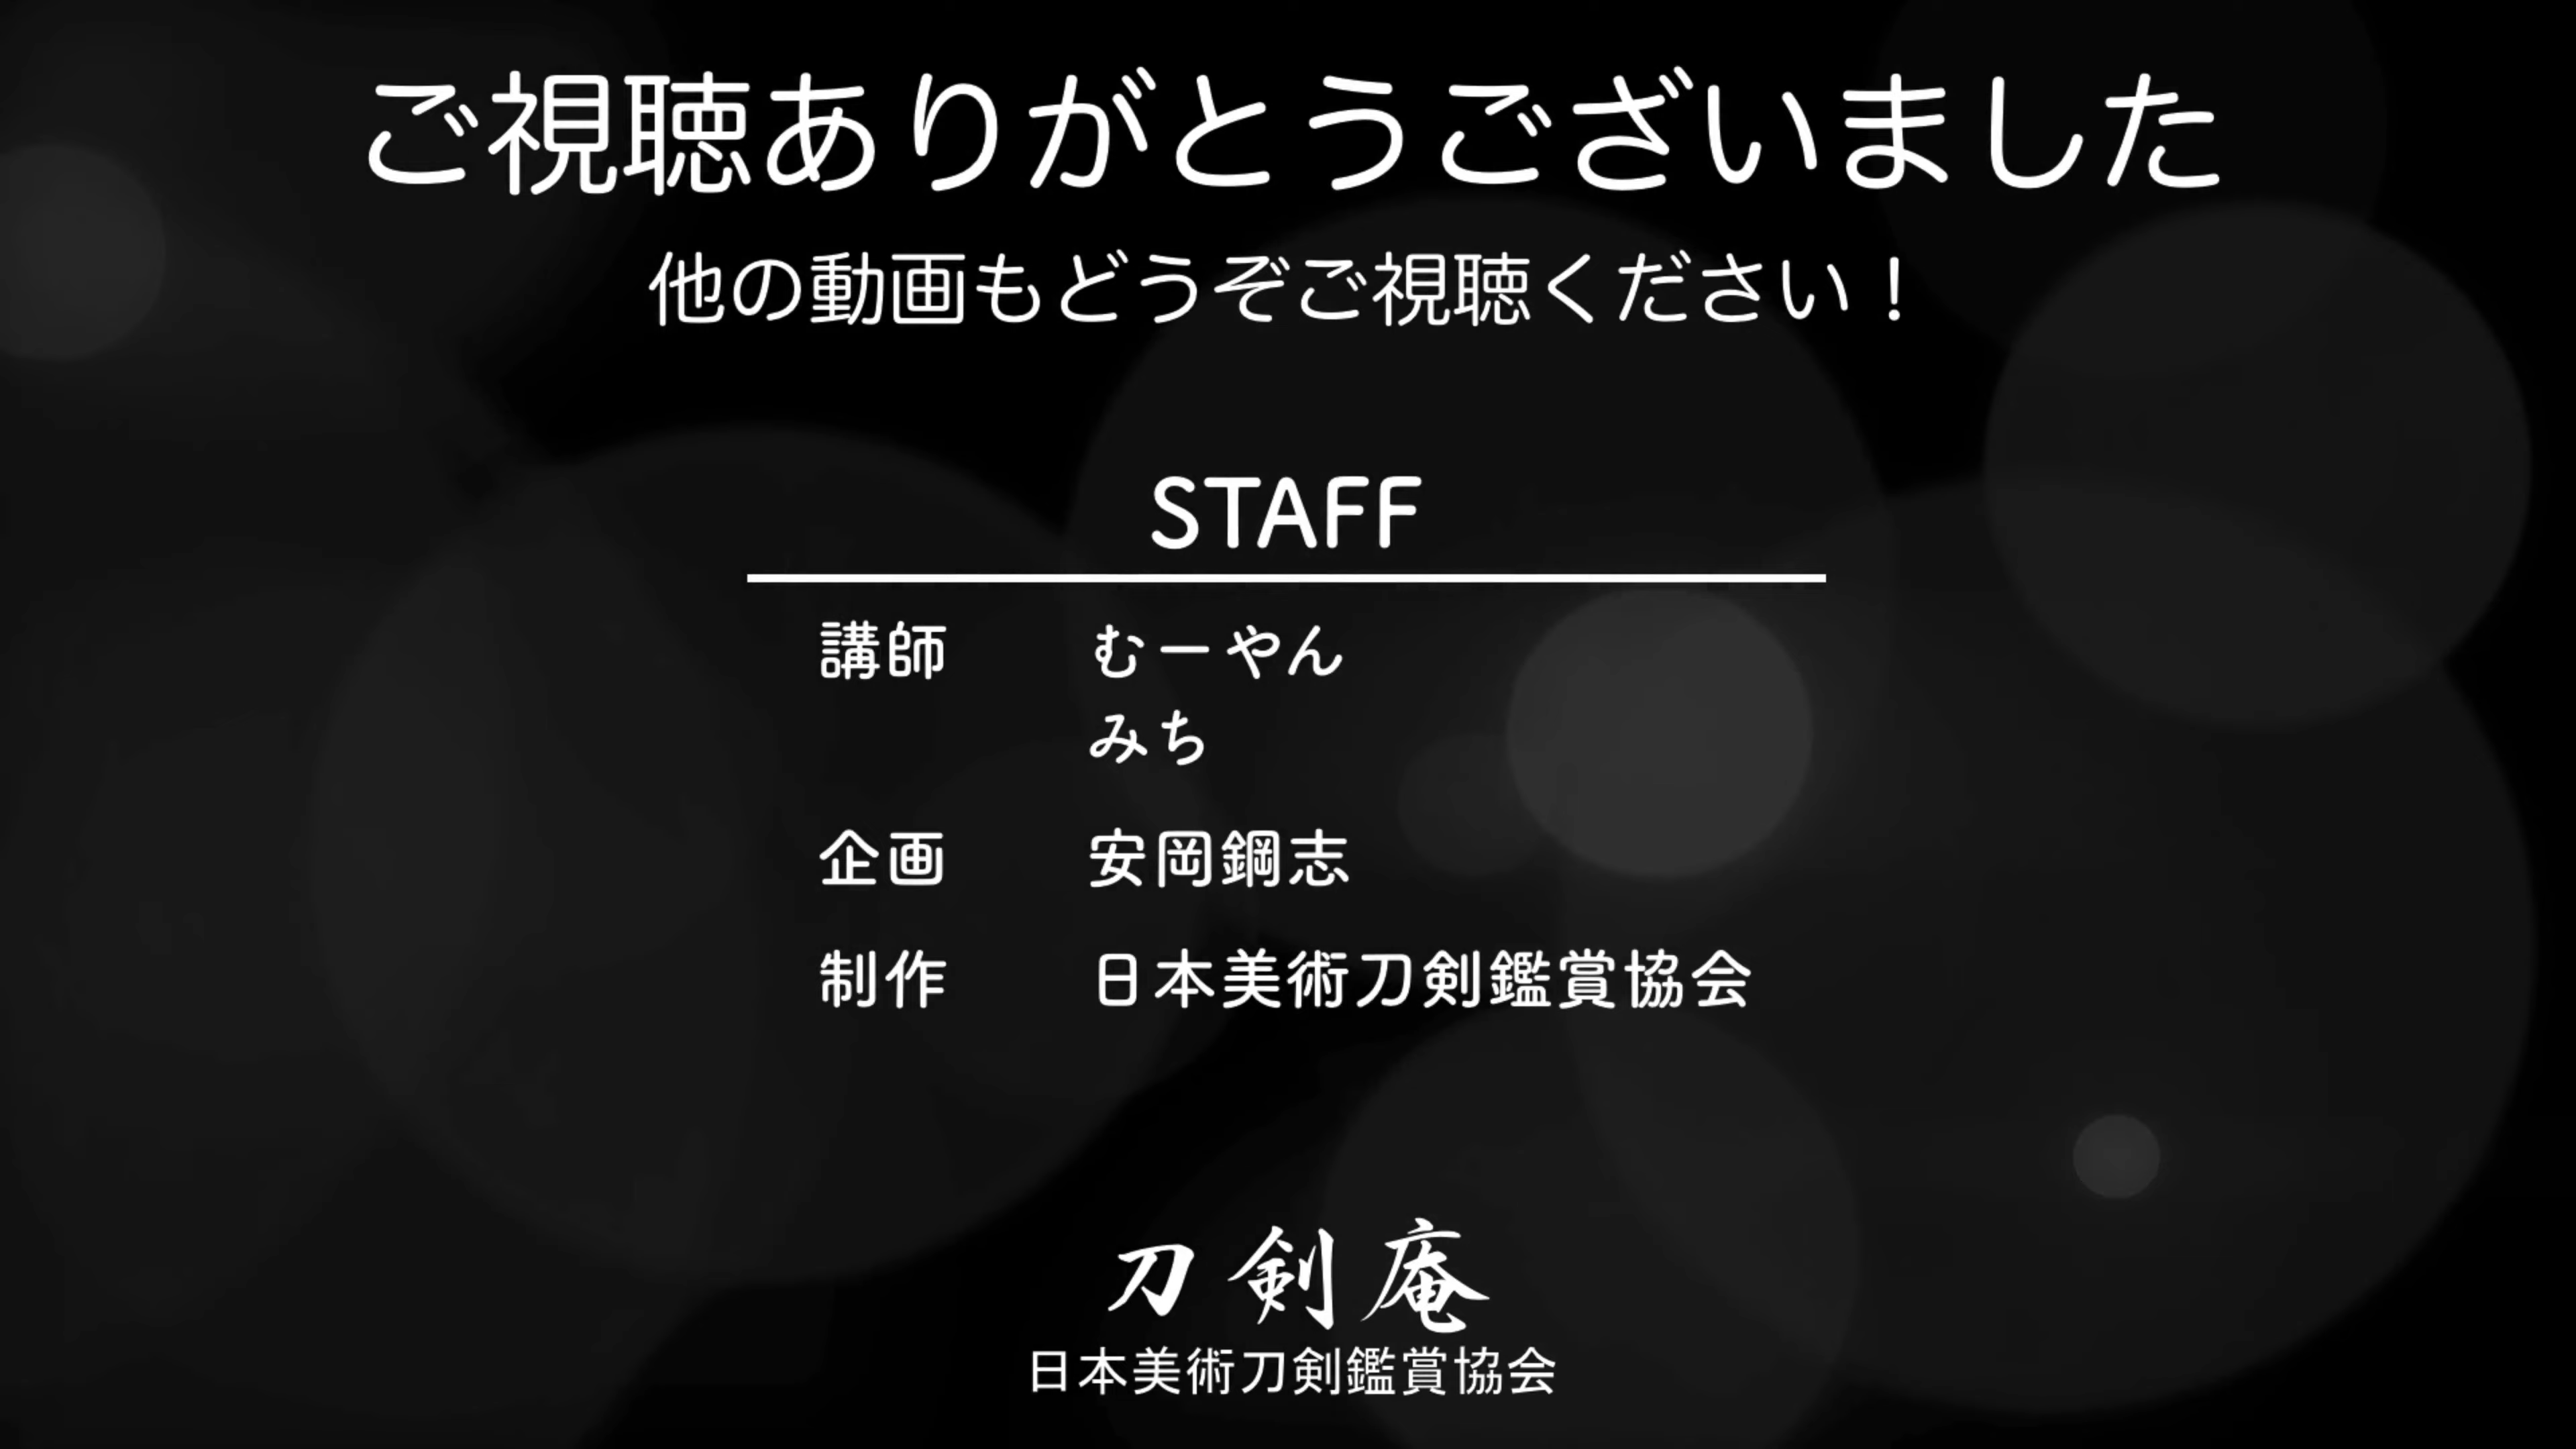 ご視聴ありがとうございました
他の動画もどうぞご視聴ください！
STAFF
講師 むーやん
みち
企画 安岡鋼志
制作 日本美術刀剣鑑賞協会
刀剣庵
日本美術刀剣鑑賞協会